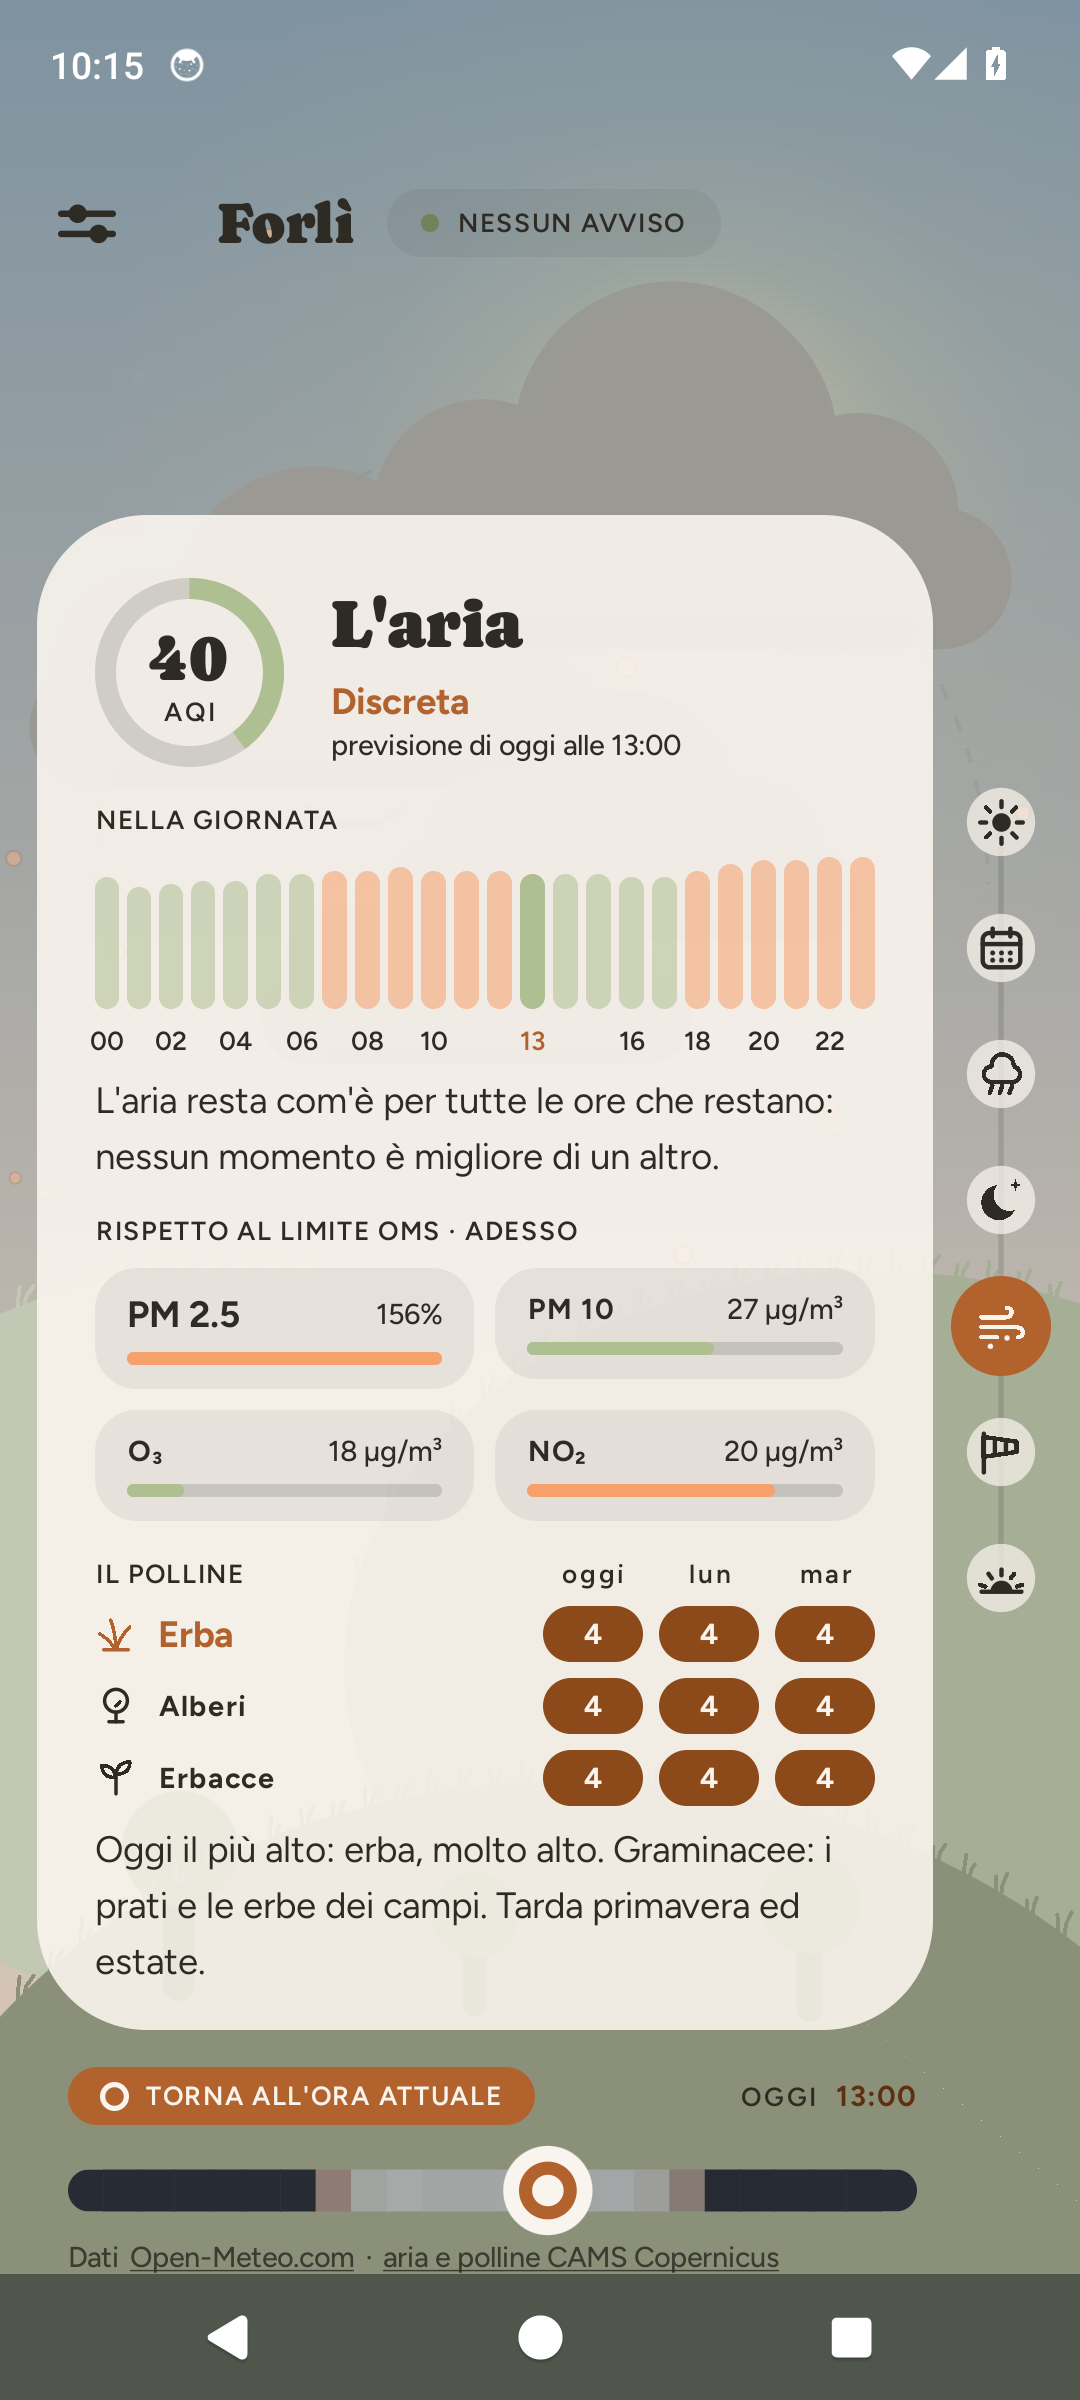 10:15
Forlì
NESSUN AVVISO
40
AQI
L'aria
Discreta
previsione di oggi alle 13:00
NELLA GIORNATA
00 02 04 06 08 10 13 16 18 20 22
L'aria resta com'è per tutte le ore che restano:
nessun momento è migliore di un altro.
RISPETTO AL LIMITE OMS · ADESSO
PM 2.5 156%
PM 10 27 µg/m³
O₃ 18 µg/m³
NO₂ 20 µg/m³
IL POLLINE oggi lun mar
Erba 4 4 4
Alberi 4 4 4
Erbacce 4 4 4
Oggi il più alto: erba, molto alto. Graminacee: i
prati e le erbe dei campi. Tarda primavera ed
estate.
TORNA ALL'ORA ATTUALE
OGGI 13:00
Dati Open-Meteo.com · aria e polline CAMS Copernicus